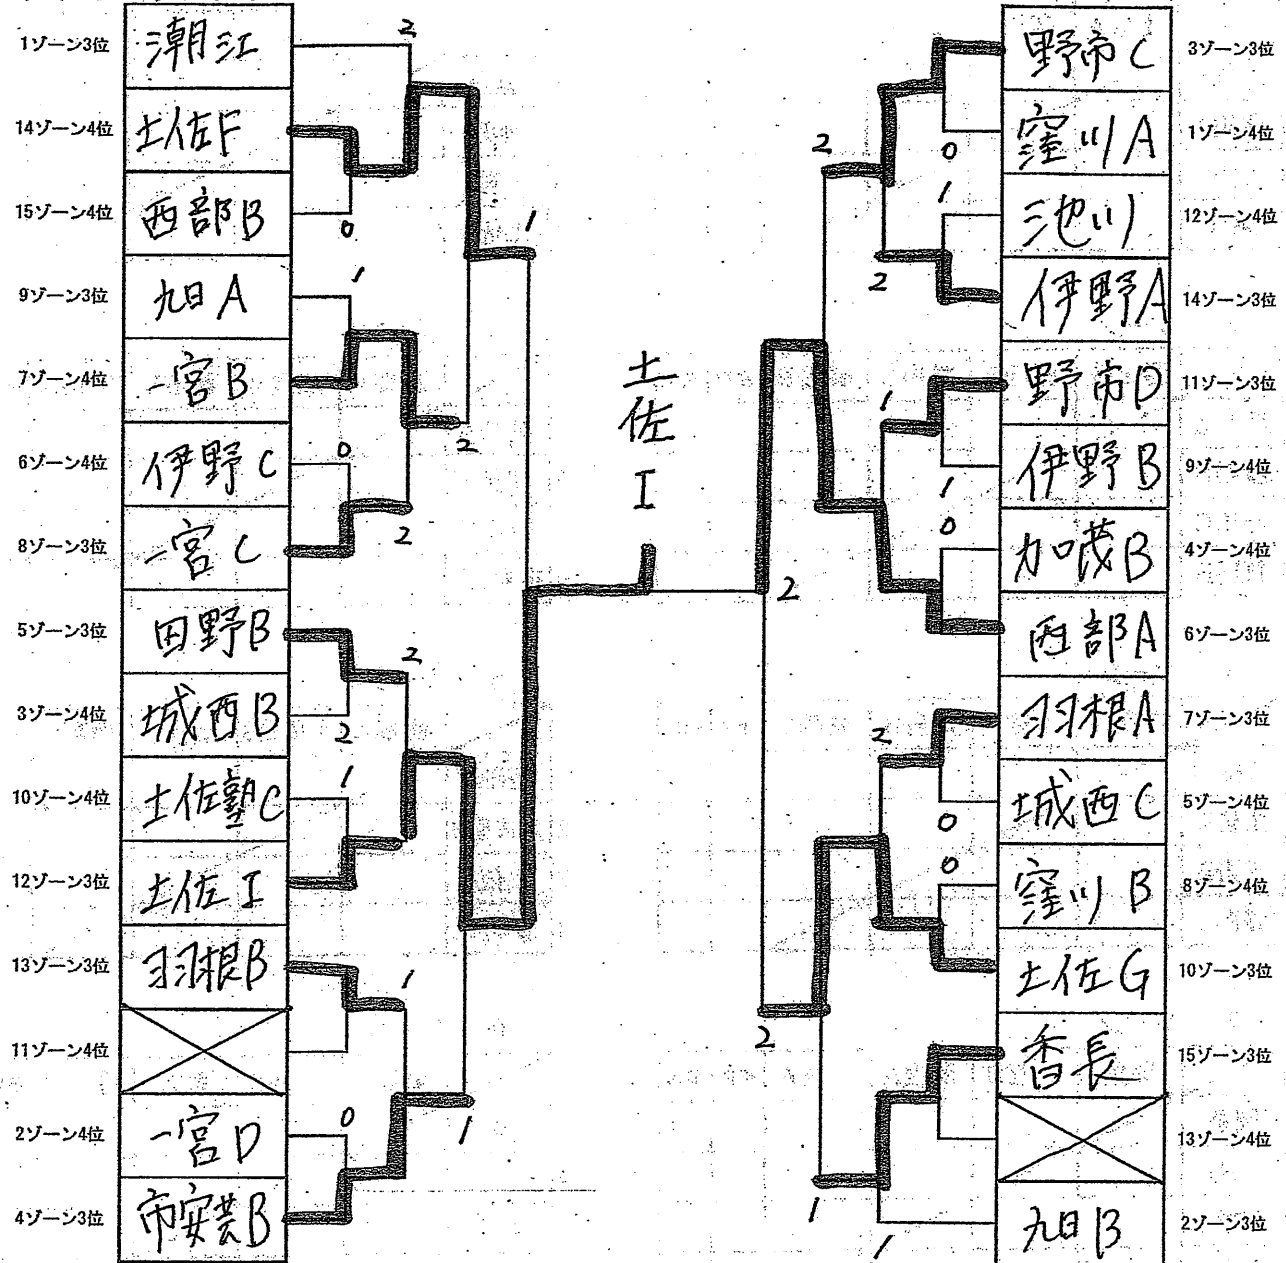 1ゾーン3位 潮江
14ゾーン4位 土佐F
15ゾーン4位 西部B
9ゾーン3位 九日A
7ゾーン4位 一宮B
6ゾーン4位 伊野C
8ゾーン3位 一宮C
5ゾーン3位 田野B
3ゾーン4位 城西B
10ゾーン4位 土佐塾C
12ゾーン3位 土佐I
13ゾーン3位 羽根B
11ゾーン4位
2ゾーン4位 一宮D
4ゾーン3位 市安芸B
2
0
1
0
2
2
1
2
2
1
1
0
1
土佐I
2
2
0
1
2
1
1
0
2
0
0
1
1
野市C 3ゾーン3位
窪川A 1ゾーン4位
池川 12ゾーン4位
伊野A 14ゾーン3位
野市D 11ゾーン3位
伊野B 9ゾーン4位
加茂B 4ゾーン4位
西部A 6ゾーン3位
羽根A 7ゾーン3位
城西C 5ゾーン4位
窪川B 8ゾーン4位
土佐G 10ゾーン3位
香長 15ゾーン3位
13ゾーン4位
九日B 2ゾーン3位